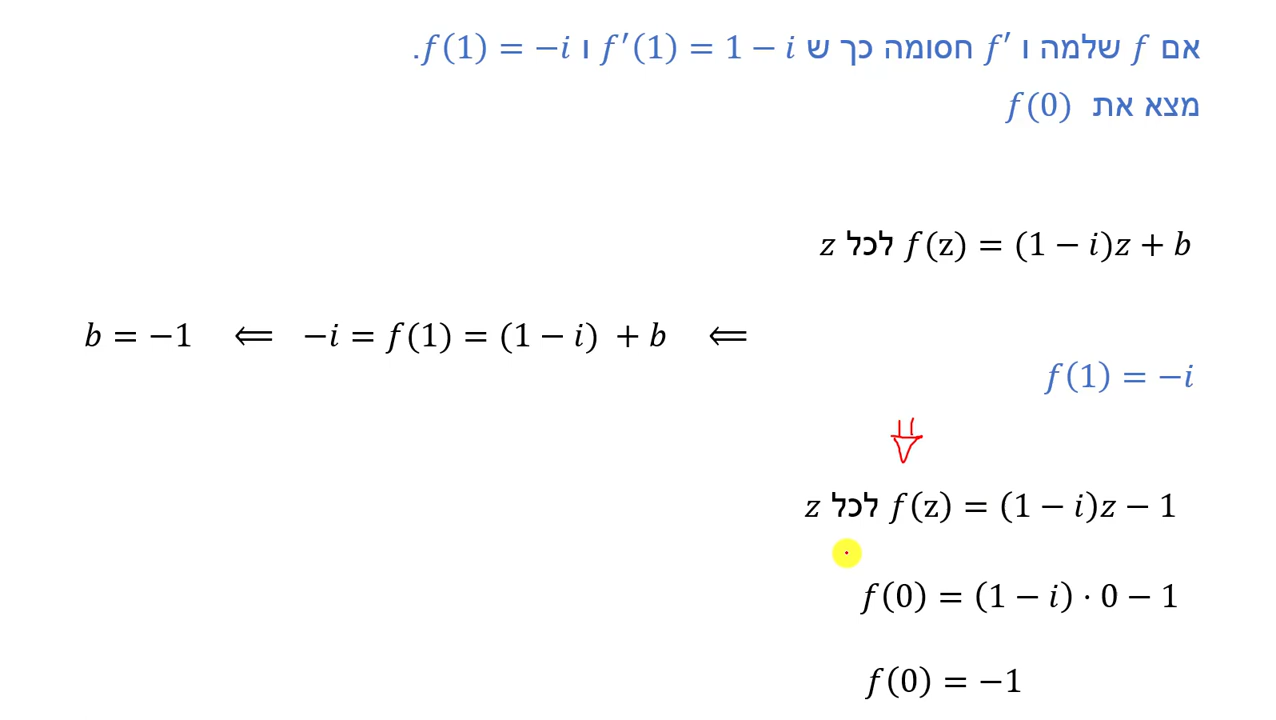 אם f שלמה ו f′ חסומה כך ש f′(1) = 1 − i ו f(1) = −i.
מצא את f(0)
f(z) = (1 − i)z + b לכל z
b = −1 ⟸ −i = f(1) = (1 − i) + b ⟸
f(1) = −i
f(z) = (1 − i)z − 1 לכל z
f(0) = (1 − i) · 0 − 1
f(0) = −1